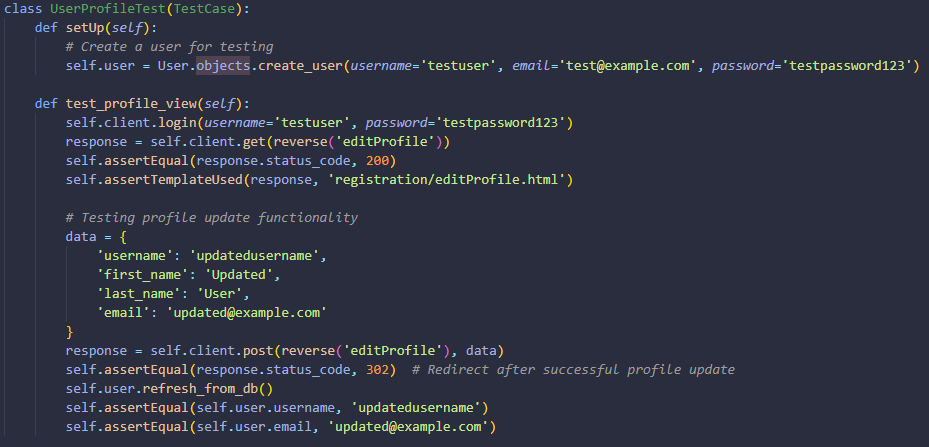 class UserProfileTest(TestCase):
    def setUp(self):
        # Create a user for testing
        self.user = User.objects.create_user(username='testuser', email='test@example.com', password='testpassword123')

    def test_profile_view(self):
        self.client.login(username='testuser', password='testpassword123')
        response = self.client.get(reverse('editProfile'))
        self.assertEqual(response.status_code, 200)
        self.assertTemplateUsed(response, 'registration/editProfile.html')

        # Testing profile update functionality
        data = {
            'username': 'updatedusername',
            'first_name': 'Updated',
            'last_name': 'User',
            'email': 'updated@example.com'
        }
        response = self.client.post(reverse('editProfile'), data)
        self.assertEqual(response.status_code, 302)  # Redirect after successful profile update
        self.user.refresh_from_db()
        self.assertEqual(self.user.username, 'updatedusername')
        self.assertEqual(self.user.email, 'updated@example.com')